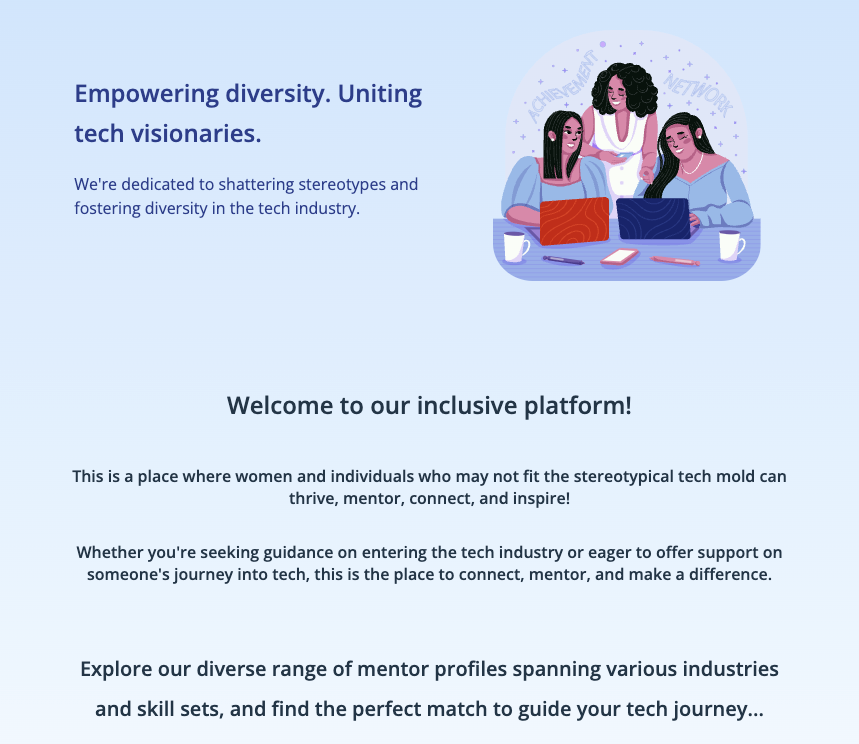 Empowering diversity. Uniting
tech visionaries.
We're dedicated to shattering stereotypes and
fostering diversity in the tech industry.
ACHIEVEMENT
NETWORK
Welcome to our inclusive platform!
This is a place where women and individuals who may not fit the stereotypical tech mold can
thrive, mentor, connect, and inspire!
Whether you're seeking guidance on entering the tech industry or eager to offer support on
someone's journey into tech, this is the place to connect, mentor, and make a difference.
Explore our diverse range of mentor profiles spanning various industries
and skill sets, and find the perfect match to guide your tech journey...